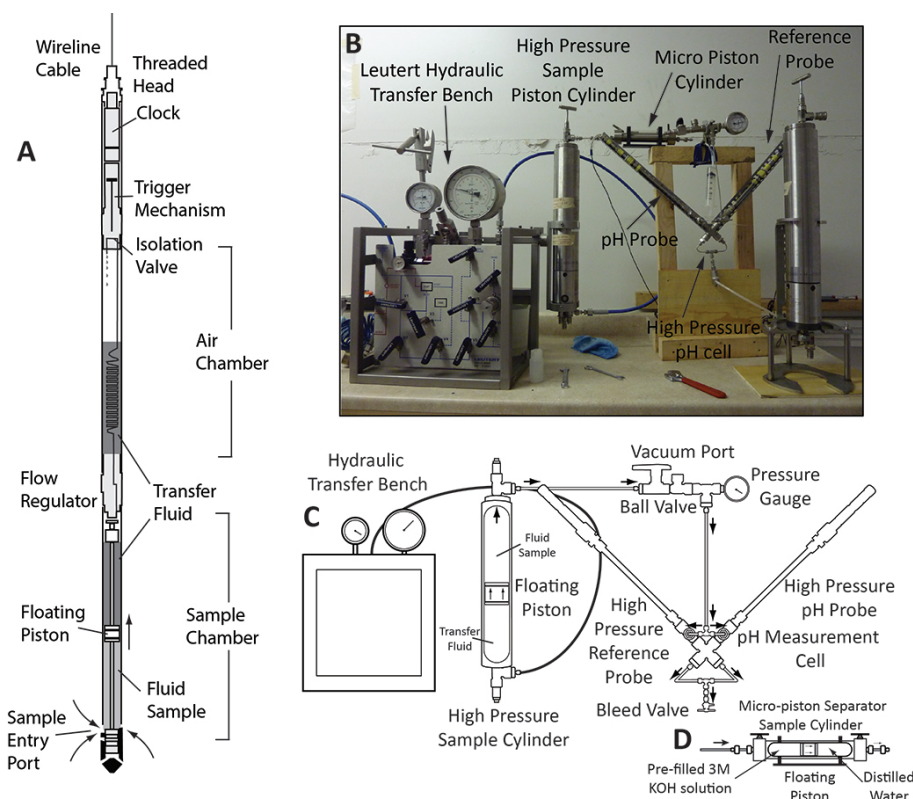 A
Wireline
Cable
Threaded
Head
Clock
Trigger
Mechanism
Isolation
Valve
Air
Chamber
Flow
Regulator
Transfer
Fluid
Floating
Piston
Sample
Chamber
Fluid
Sample
Sample
Entry
Port
B
Leutert Hydraulic
Transfer Bench
High Pressure
Sample
Piston Cylinder
Micro Piston
Cylinder
Reference
Probe
pH Probe
High Pressure
pH cell
C
Hydraulic
Transfer Bench
Vacuum Port
Ball Valve
Pressure
Gauge
Fluid
Sample
Floating
Piston
Transfer
Fluid
High Pressure
Sample Cylinder
High
Pressure
Reference
Probe
High Pressure
pH Probe
pH Measurement
Cell
Bleed Valve
D
Micro-piston Separator
Sample Cylinder
Pre-filled 3M
KOH solution
Floating
Piston
Distilled
Water